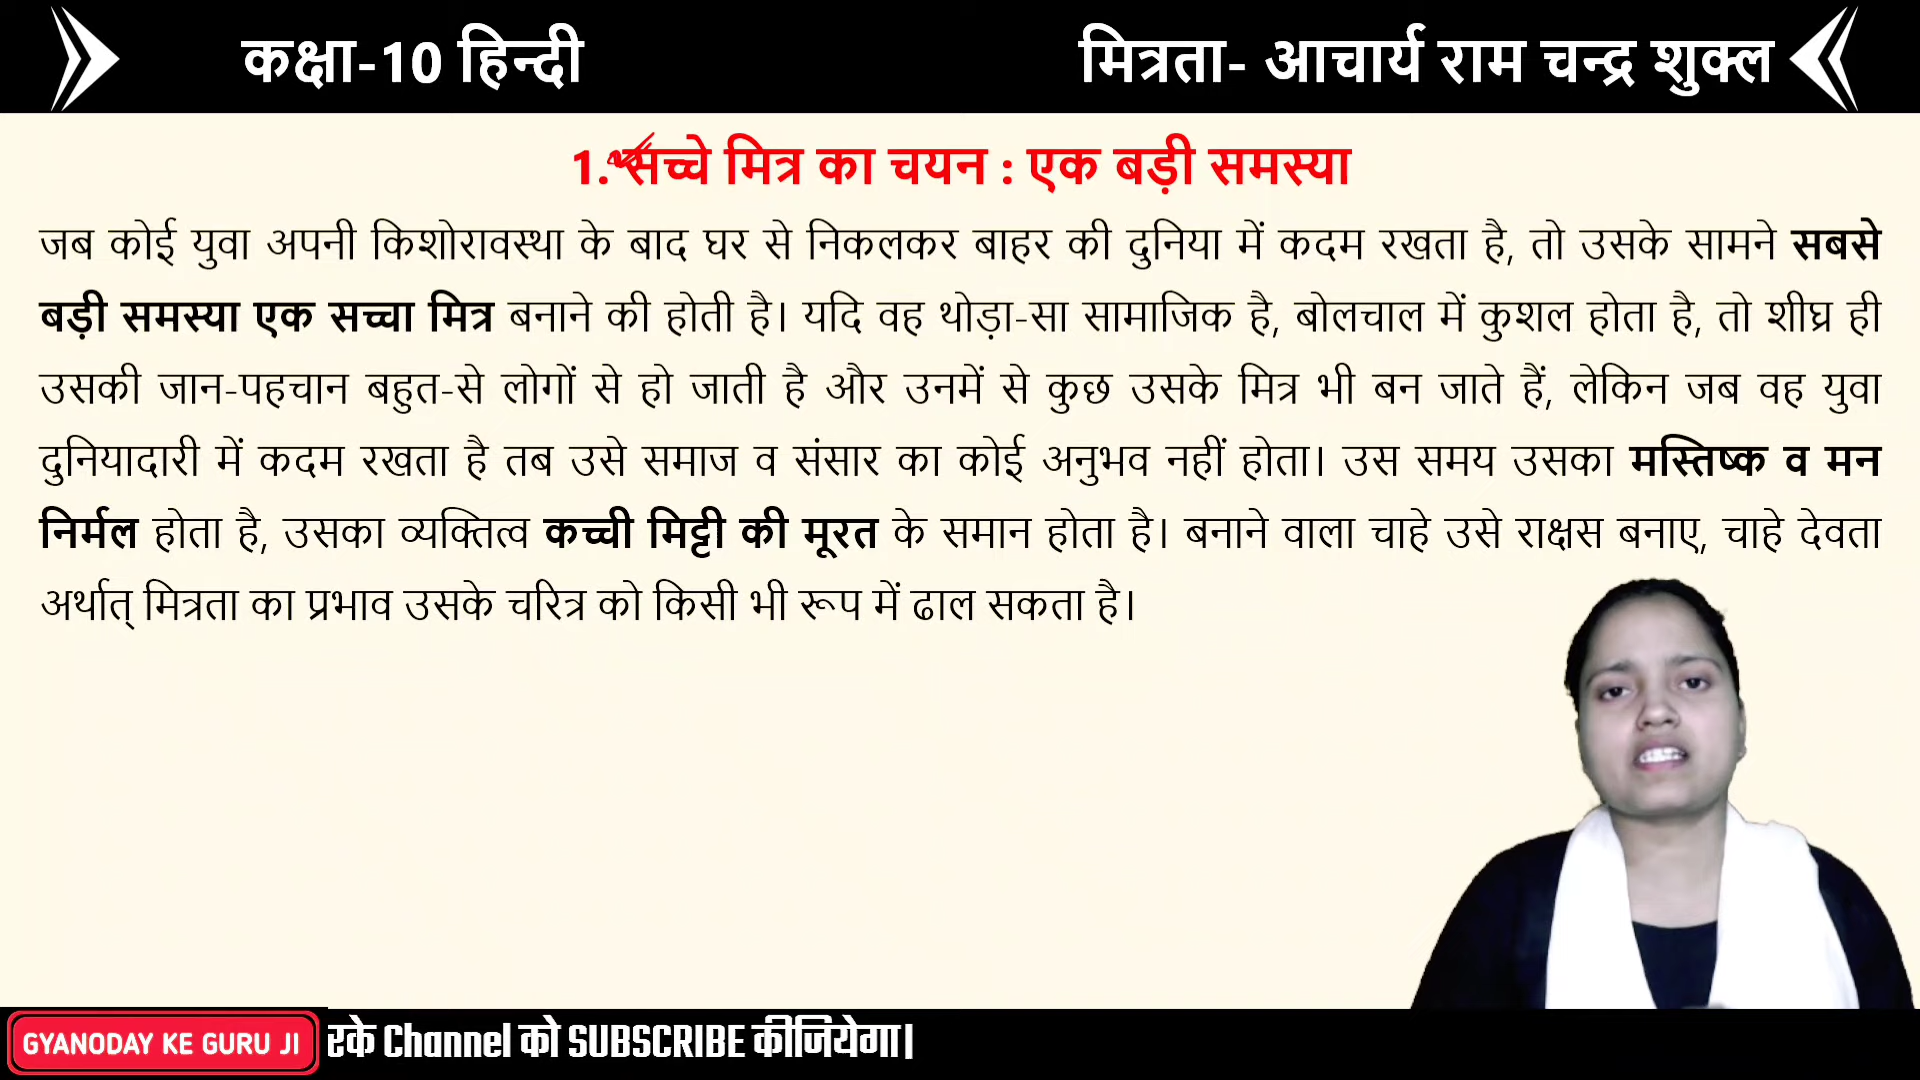 कक्षा-10 हिन्दी
मित्रता- आचार्य राम चन्द्र शुक्ल
1. सच्चे मित्र का चयन : एक बड़ी समस्या
जब कोई युवा अपनी किशोरावस्था के बाद घर से निकलकर बाहर की दुनिया में कदम रखता है, तो उसके सामने सबसे
बड़ी समस्या एक सच्चा मित्र बनाने की होती है। यदि वह थोड़ा-सा सामाजिक है, बोलचाल में कुशल होता है, तो शीघ्र ही
उसकी जान-पहचान बहुत-से लोगों से हो जाती है और उनमें से कुछ उसके मित्र भी बन जाते हैं, लेकिन जब वह युवा
दुनियादारी में कदम रखता है तब उसे समाज व संसार का कोई अनुभव नहीं होता। उस समय उसका मस्तिष्क व मन
निर्मल होता है, उसका व्यक्तित्व कच्ची मिट्टी की मूरत के समान होता है। बनाने वाला चाहे उसे राक्षस बनाए, चाहे देवता
अर्थात् मित्रता का प्रभाव उसके चरित्र को किसी भी रूप में ढाल सकता है।
GYANODAY KE GURU JI
रके Channel को SUBSCRIBE कीजियेगा।